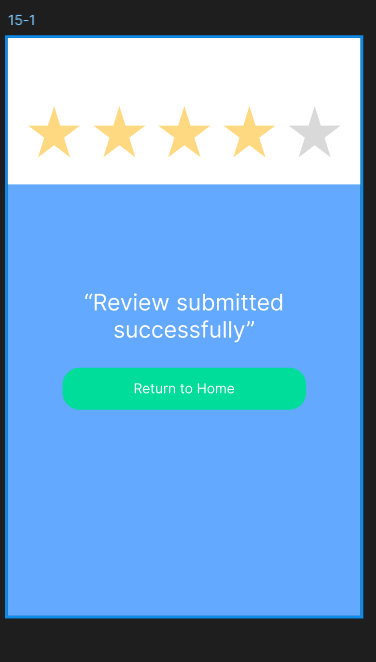 15-1
“Review submitted
successfully”
Return to Home